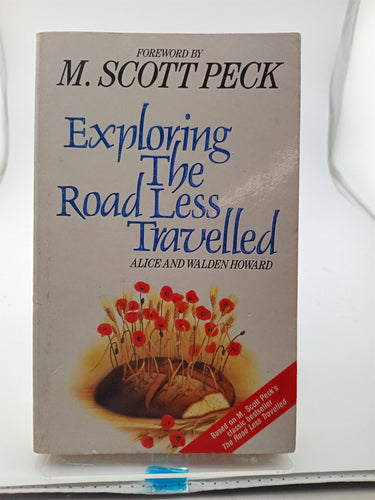 FOREWORD BY
M. SCOTT PECK
Exploring
The
Road Less
Travelled
ALICE AND WALDEN HOWARD
Based on M. Scott Peck's
classic bestseller
The Road Less Travelled